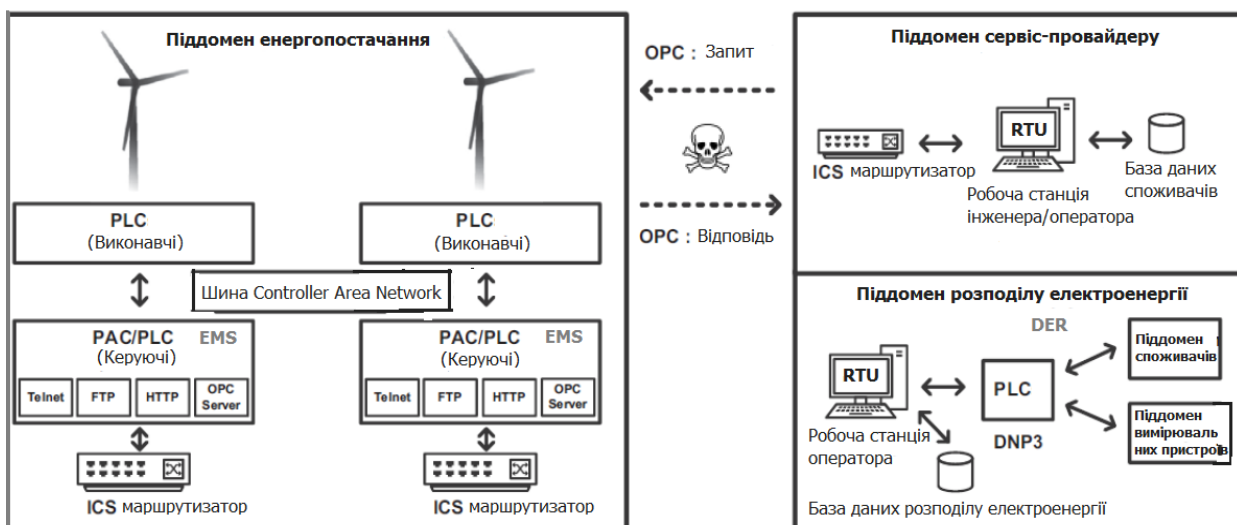 Піддомен енергопостачання
PLC
(Виконавчі)
PLC
(Виконавчі)
Шина Controller Area Network
PAC/PLC EMS
(Керуючі)
Telnet
FTP
HTTP
OPC
Server
PAC/PLC EMS
(Керуючі)
Telnet
FTP
HTTP
OPC
Server
ICS маршрутизатор
ICS маршрутизатор
OPC : Запит
OPC : Відповідь
Піддомен сервіс-провайдеру
RTU
ICS маршрутизатор
Робоча станція
інженера/оператора
База даних
споживачів
Піддомен розподілу електроенергії
DER
RTU
Робоча станція
оператора
PLC
DNP3
Піддомен
споживачів
Піддомен
вимірюваль
них пристроїв
База даних розподілу електроенергії